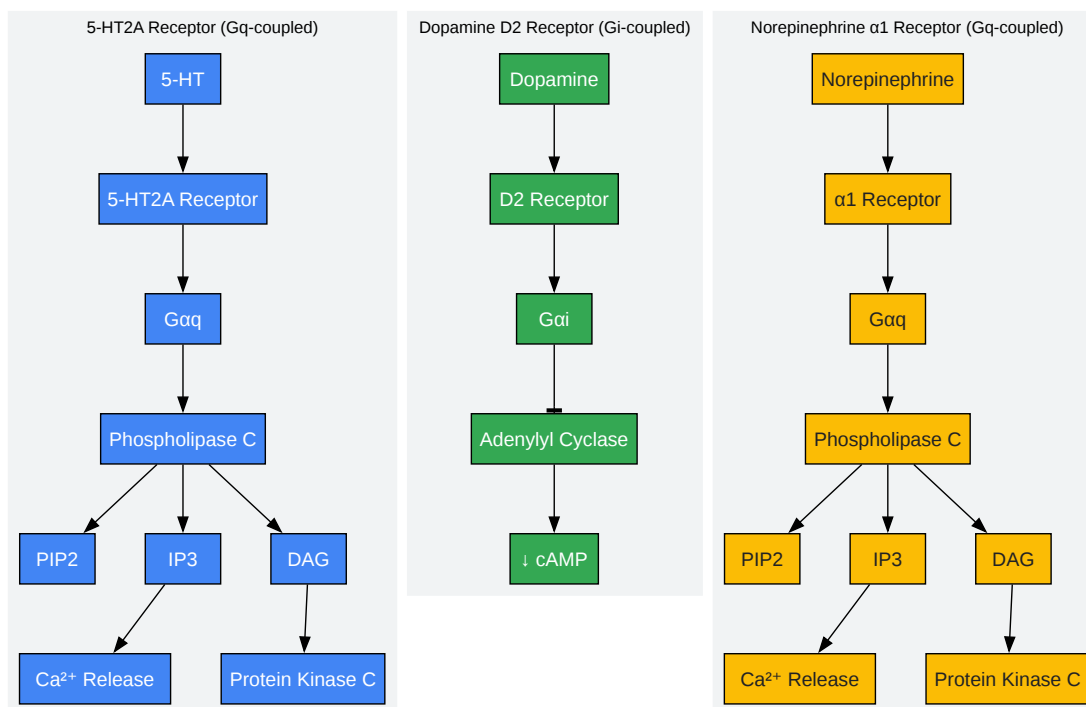 5-HT2A Receptor (Gq-coupled)
5-HT
5-HT2A Receptor
Gαq
Phospholipase C
PIP2
IP3
DAG
Ca²⁺ Release
Protein Kinase C
Dopamine D2 Receptor (Gi-coupled)
Dopamine
D2 Receptor
Gαi
Adenylyl Cyclase
↓ cAMP
Norepinephrine α1 Receptor (Gq-coupled)
Norepinephrine
α1 Receptor
Gαq
Phospholipase C
PIP2
IP3
DAG
Ca²⁺ Release
Protein Kinase C